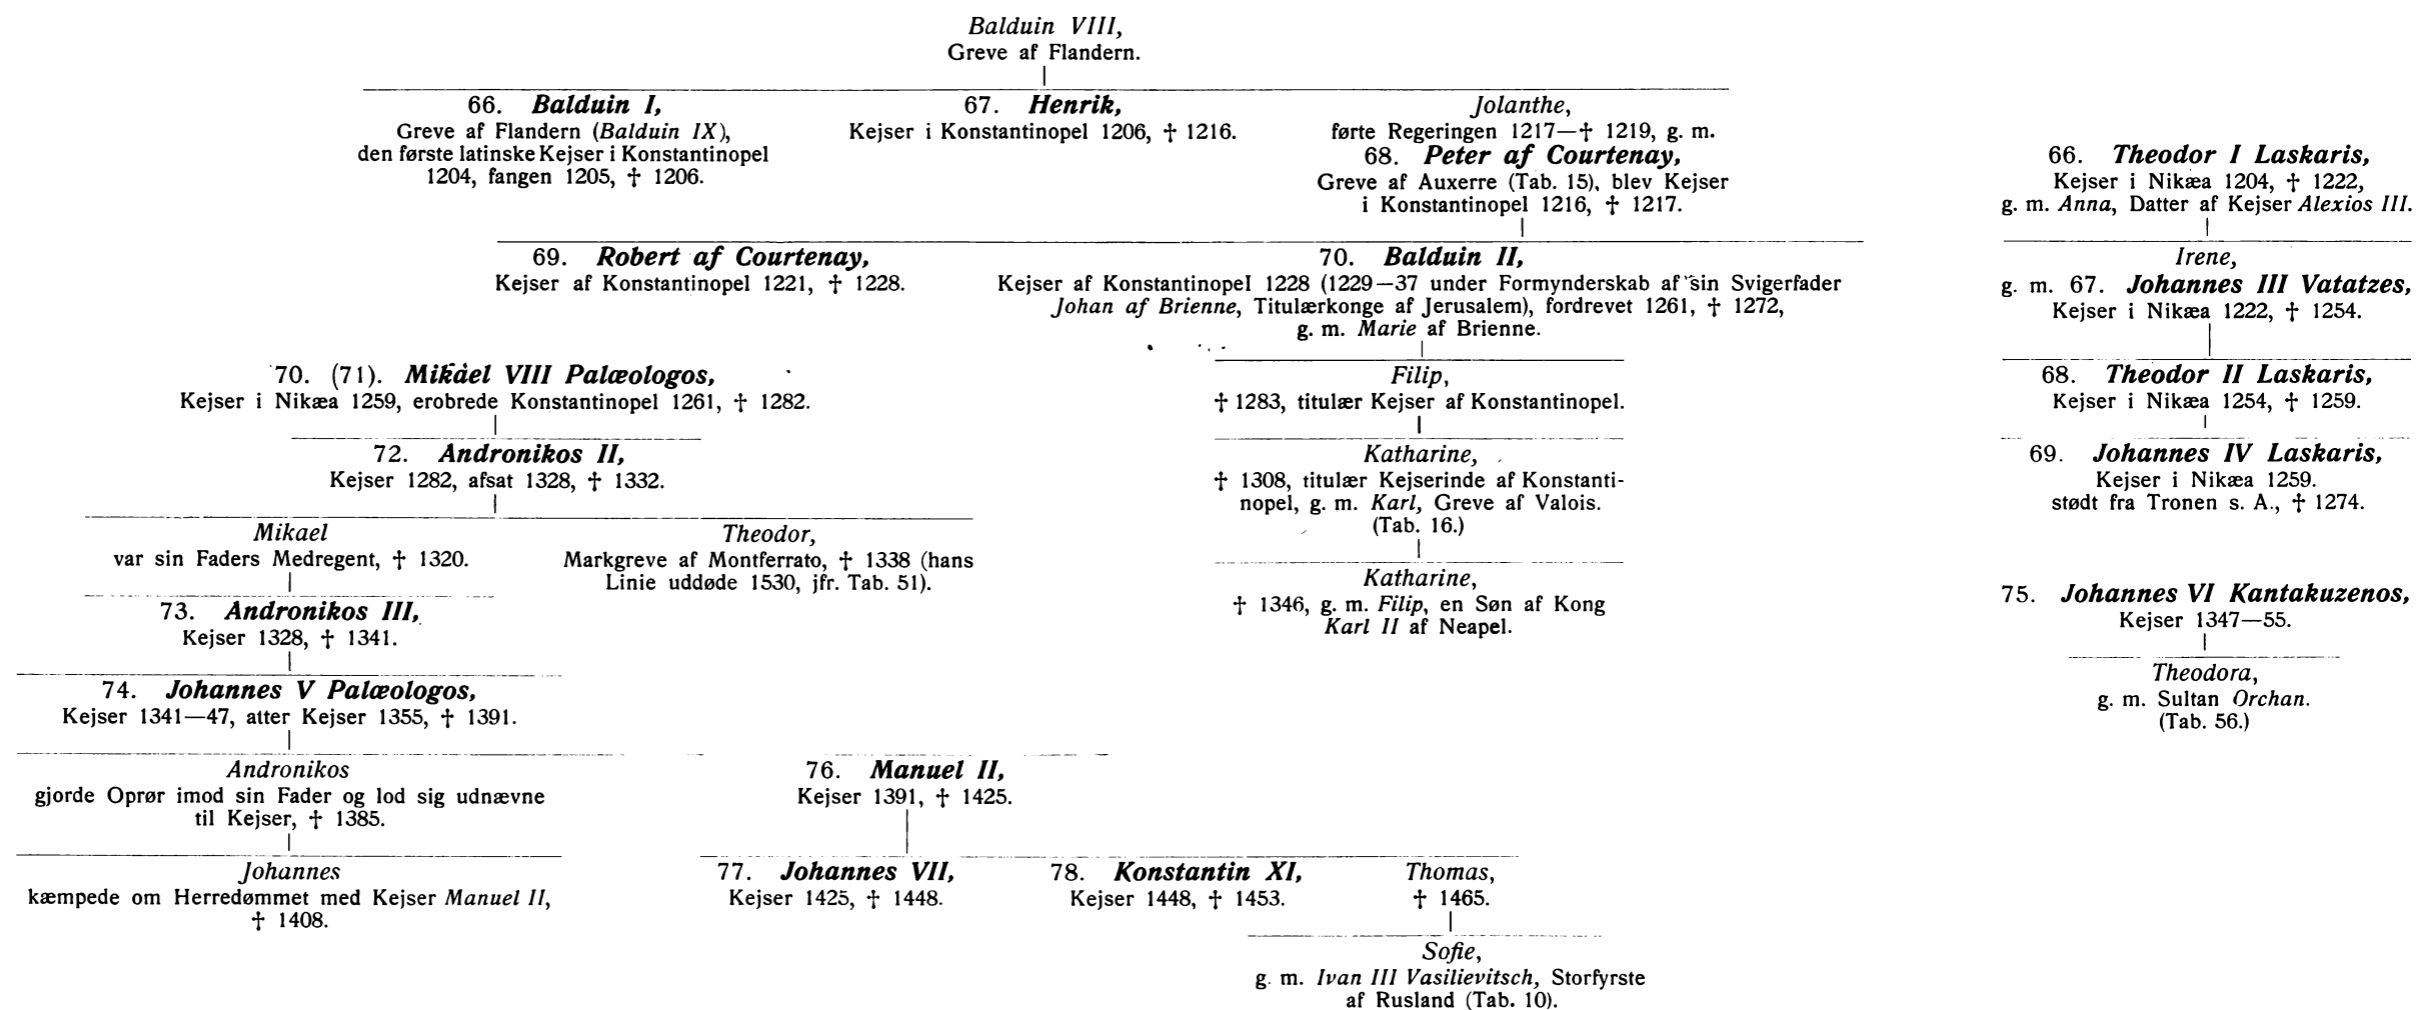 Balduin VIII,
Greve af Flandern.
66. Balduin I,
Greve af Flandern (Balduin IX),
den første latinske Kejser i Konstantinopel
1204, fangen 1205, † 1206.
67. Henrik,
Kejser i Konstantinopel 1206, † 1216.
Jolanthe,
førte Regeringen 1217—† 1219, g. m.
68. Peter af Courtenay,
Greve af Auxerre (Tab. 15), blev Kejser
i Konstantinopel 1216, † 1217.
69. Robert af Courtenay,
Kejser af Konstantinopel 1221, † 1228.
70. Balduin II,
Kejser af Konstantinopel 1228 (1229—37 under Formynderskab af sin Svigerfader
Johan af Brienne, Titulærkonge af Jerusalem), fordrevet 1261, † 1272,
g. m. Marie af Brienne.
Filip,
† 1283, titulær Kejser af Konstantinopel.
Katharine,
† 1308, titulær Kejserinde af Konstanti-
nopel, g. m. Karl, Greve af Valois.
(Tab. 16.)
Katharine,
† 1346, g. m. Filip, en Søn af Kong
Karl II af Neapel.
66. Theodor I Laskaris,
Kejser i Nikæa 1204, † 1222,
g. m. Anna, Datter af Kejser Alexios III.
Irene,
g. m. 67. Johannes III Vatatzes,
Kejser i Nikæa 1222, † 1254.
68. Theodor II Laskaris,
Kejser i Nikæa 1254, † 1259.
69. Johannes IV Laskaris,
Kejser i Nikæa 1259.
stødt fra Tronen s. A., † 1274.
70. (71). Mikael VIII Palæologos,
Kejser i Nikæa 1259, erobrede Konstantinopel 1261, † 1282.
72. Andronikos II,
Kejser 1282, afsat 1328, † 1332.
Mikael
var sin Faders Medregent, † 1320.
Theodor,
Markgreve af Montferrato, † 1338 (hans
Linie uddøde 1530, jfr. Tab. 51).
73. Andronikos III,
Kejser 1328, † 1341.
74. Johannes V Palæologos,
Kejser 1341—47, atter Kejser 1355, † 1391.
75. Johannes VI Kantakuzenos,
Kejser 1347—55.
Theodora,
g. m. Sultan Orchan.
(Tab. 56.)
Andronikos
gjorde Oprør imod sin Fader og lod sig udnævne
til Kejser, † 1385.
Johannes
kæmpede om Herredømmet med Kejser Manuel II,
† 1408.
76. Manuel II,
Kejser 1391, † 1425.
77. Johannes VII,
Kejser 1425, † 1448.
78. Konstantin XI,
Kejser 1448, † 1453.
Thomas,
† 1465.
Sofie,
g. m. Ivan III Vasilievitsch, Storfyrste
af Rusland (Tab. 10).